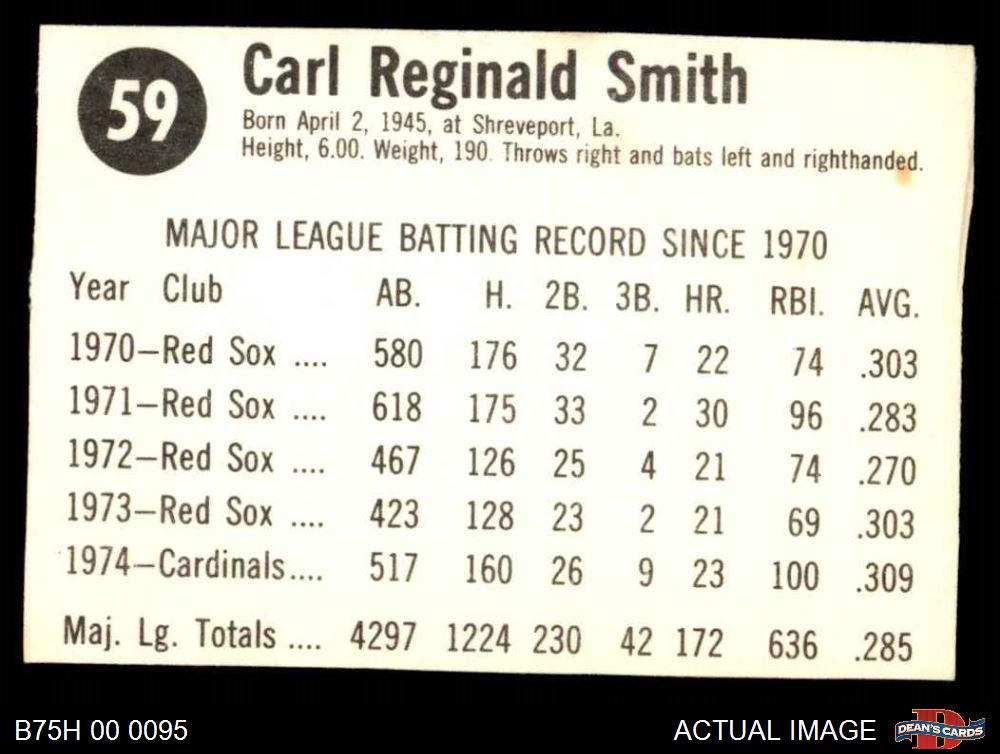 59
Carl Reginald Smith
Born April 2, 1945, at Shreveport, La.
Height, 6.00. Weight, 190. Throws right and bats left and righthanded.
MAJOR LEAGUE BATTING RECORD SINCE 1970
Year Club AB. H. 2B. 3B. HR. RBI. AVG.
1970—Red Sox .... 580 176 32 7 22 74 .303
1971—Red Sox .... 618 175 33 2 30 96 .283
1972—Red Sox .... 467 126 25 4 21 74 .270
1973—Red Sox .... 423 128 23 2 21 69 .303
1974—Cardinals.... 517 160 26 9 23 100 .309
Maj. Lg. Totals .... 4297 1224 230 42 172 636 .285
B75H 00 0095
ACTUAL IMAGE
D
DEAN'S CARDS